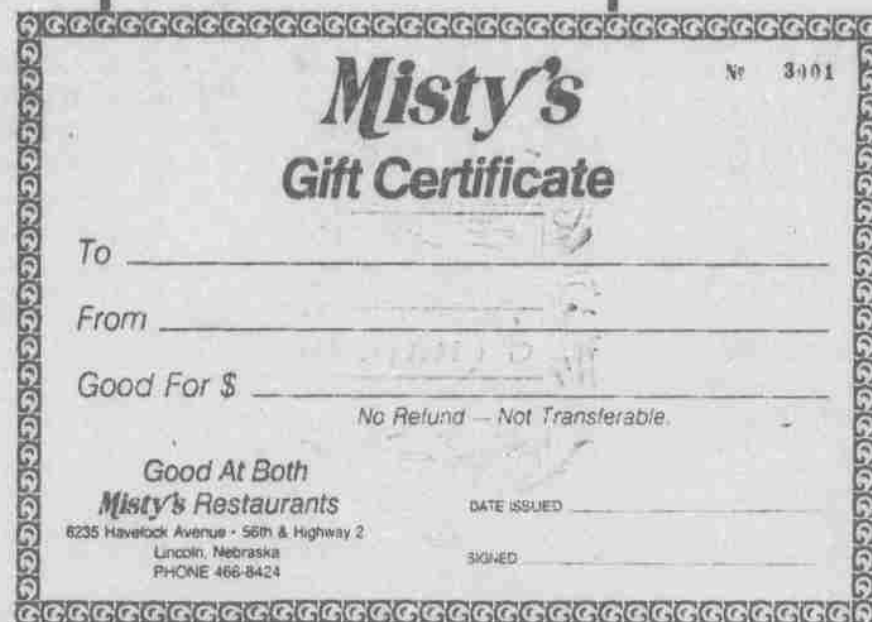 Misty's
Nº 3001
Gift Certificate
To
From
Good For $
No Refund — Not Transferable.
Good At Both
Misty's Restaurants
6235 Havelock Avenue • 56th & Highway 2
Lincoln, Nebraska
PHONE 466-8424
DATE ISSUED
SIGNED